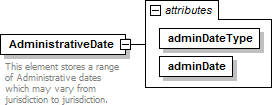 attributes
adminDateType
AdministrativeDate
adminDate
This element stores a range
of Administrative dates
which may vary from
jurisdiction to jurisdiction.